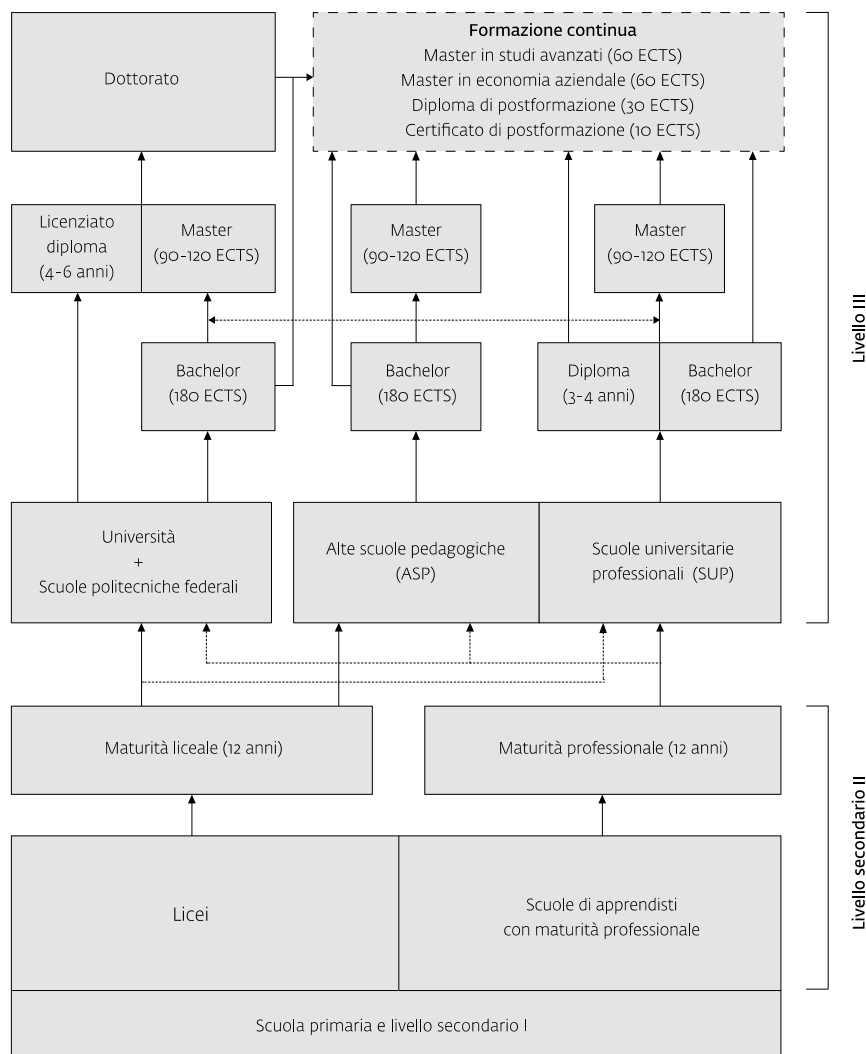 Dottorato
Formazione continua
Master in studi avanzati (60 ECTS)
Master in economia aziendale (60 ECTS)
Diploma di postformazione (30 ECTS)
Certificato di postformazione (10 ECTS)
Licenziato
diploma
(4-6 anni)
Master
(90-120 ECTS)
Master
(90-120 ECTS)
Master
(90-120 ECTS)
Bachelor
(180 ECTS)
Bachelor
(180 ECTS)
Diploma
(3-4 anni)
Bachelor
(180 ECTS)
Livello III
Università
+
Scuole politecniche federali
Alte scuole pedagogiche
(ASP)
Scuole universitarie
professionali (SUP)
Maturità liceale (12 anni)
Maturità professionale (12 anni)
Livello secondario II
Licei
Scuole di apprendisti
con maturità professionale
Scuola primaria e livello secondario I